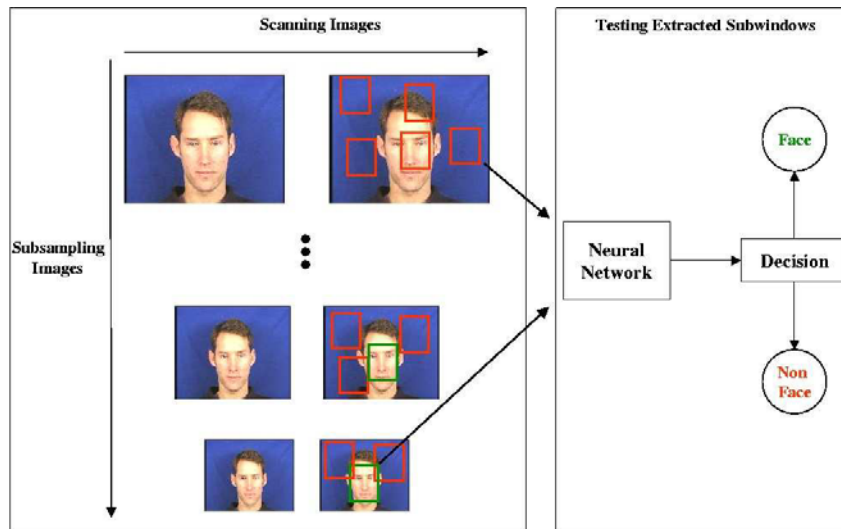 Scanning Images
Testing Extracted Subwindows
Face
Subsampling
Images
Neural
Network
Decision
Non
Face